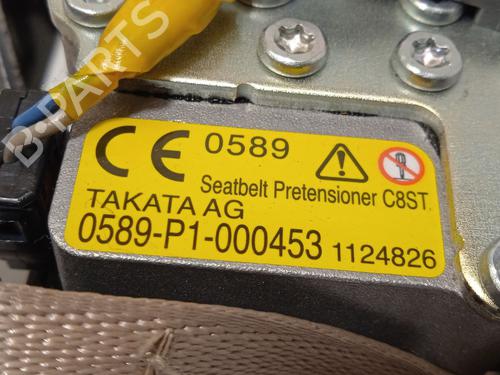 B-PARTS
CE 0589
Seatbelt Pretensioner C8ST
TAKATA AG
0589-P1-000453 1124826